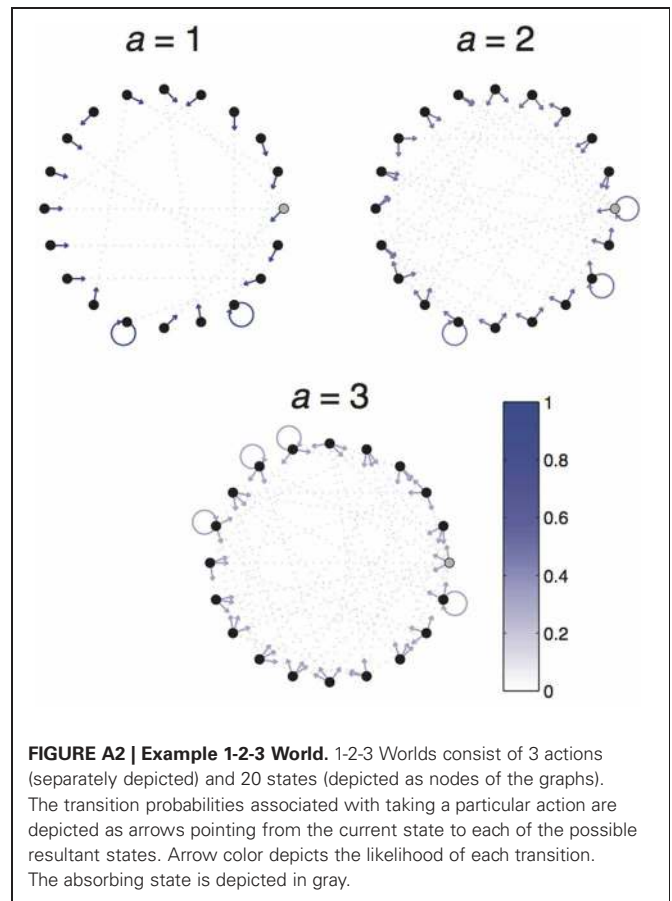 a = 1
a = 2
a = 3
1
0.8
0.6
0.4
0.2
0
FIGURE A2 | Example 1-2-3 World. 1-2-3 Worlds consist of 3 actions
(separately depicted) and 20 states (depicted as nodes of the graphs).
The transition probabilities associated with taking a particular action are
depicted as arrows pointing from the current state to each of the possible
resultant states. Arrow color depicts the likelihood of each transition.
The absorbing state is depicted in gray.